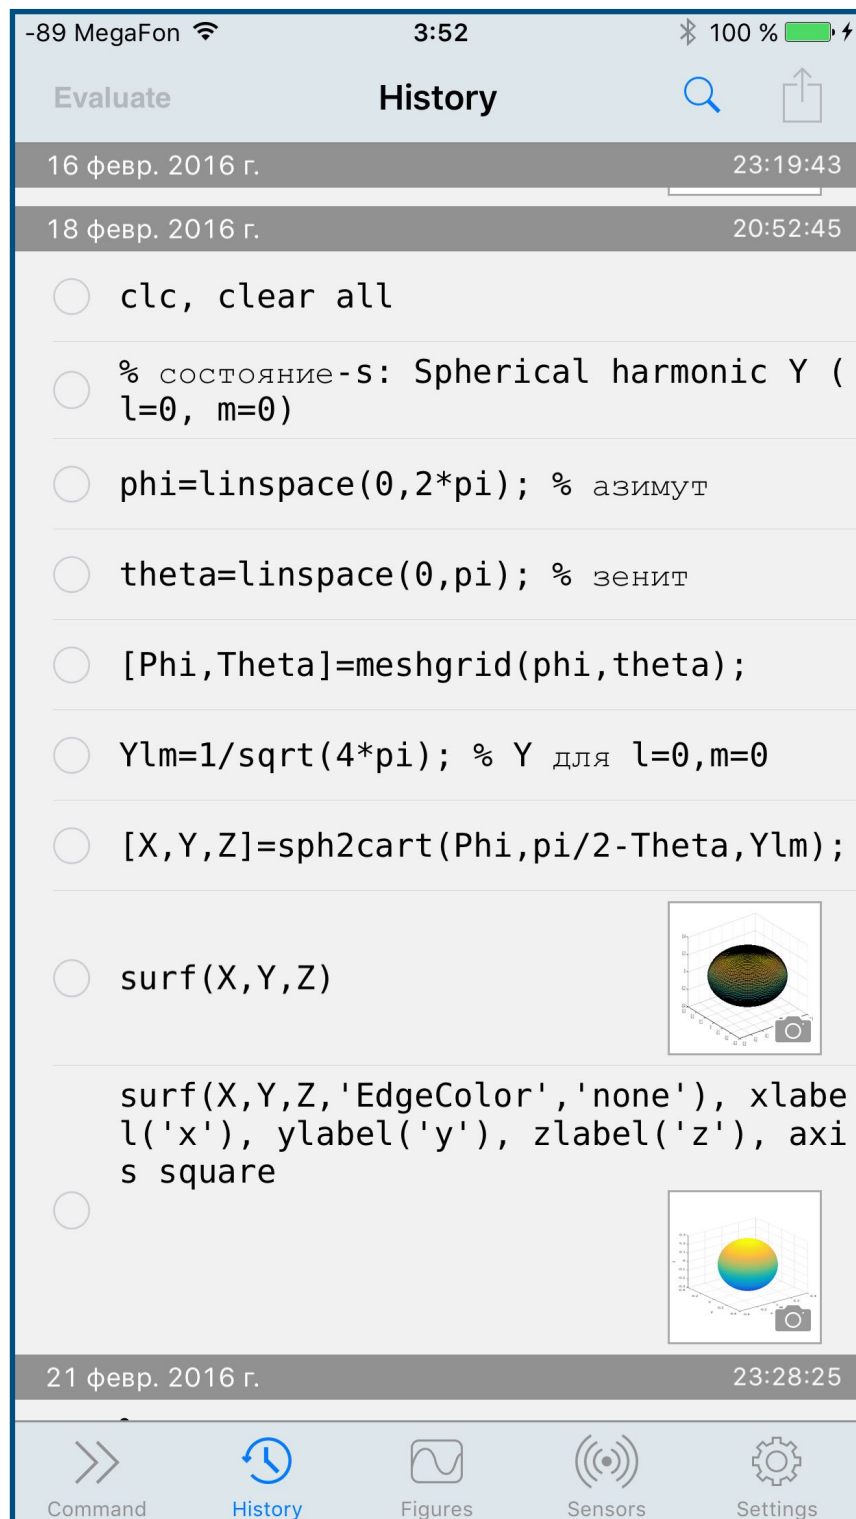 -89 MegaFon 3:52 100 %
Evaluate History
16 февр. 2016 г. 23:19:43
18 февр. 2016 г. 20:52:45
clc, clear all
% состояние-s: Spherical harmonic Y (
l=0, m=0)
phi=linspace(0,2*pi); % азимут
theta=linspace(0,pi); % зенит
[Phi,Theta]=meshgrid(phi,theta);
Ylm=1/sqrt(4*pi); % Y для l=0,m=0
[X,Y,Z]=sph2cart(Phi,pi/2-Theta,Ylm);
surf(X,Y,Z)
surf(X,Y,Z,'EdgeColor','none'), xlabe
l('x'), ylabel('y'), zlabel('z'), axi
s square
21 февр. 2016 г. 23:28:25
Command History Figures Sensors Settings